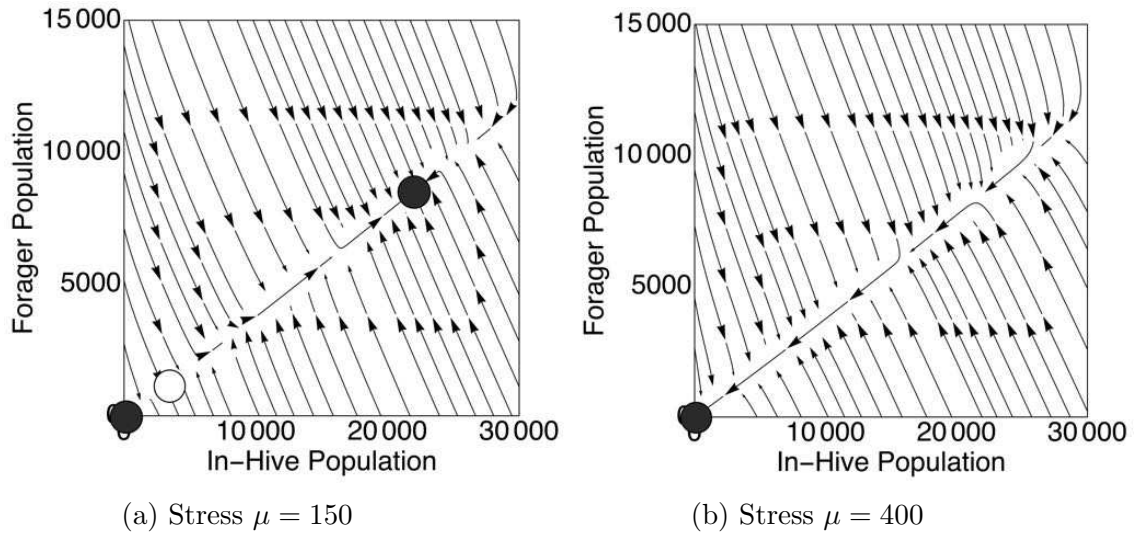 15 000
10 000
5000
0
10 000
20 000
30 000
Forager Population
In-Hive Population
(a) Stress μ = 150
15 000
10 000
5000
0
10 000
20 000
30 000
Forager Population
In-Hive Population
(b) Stress μ = 400